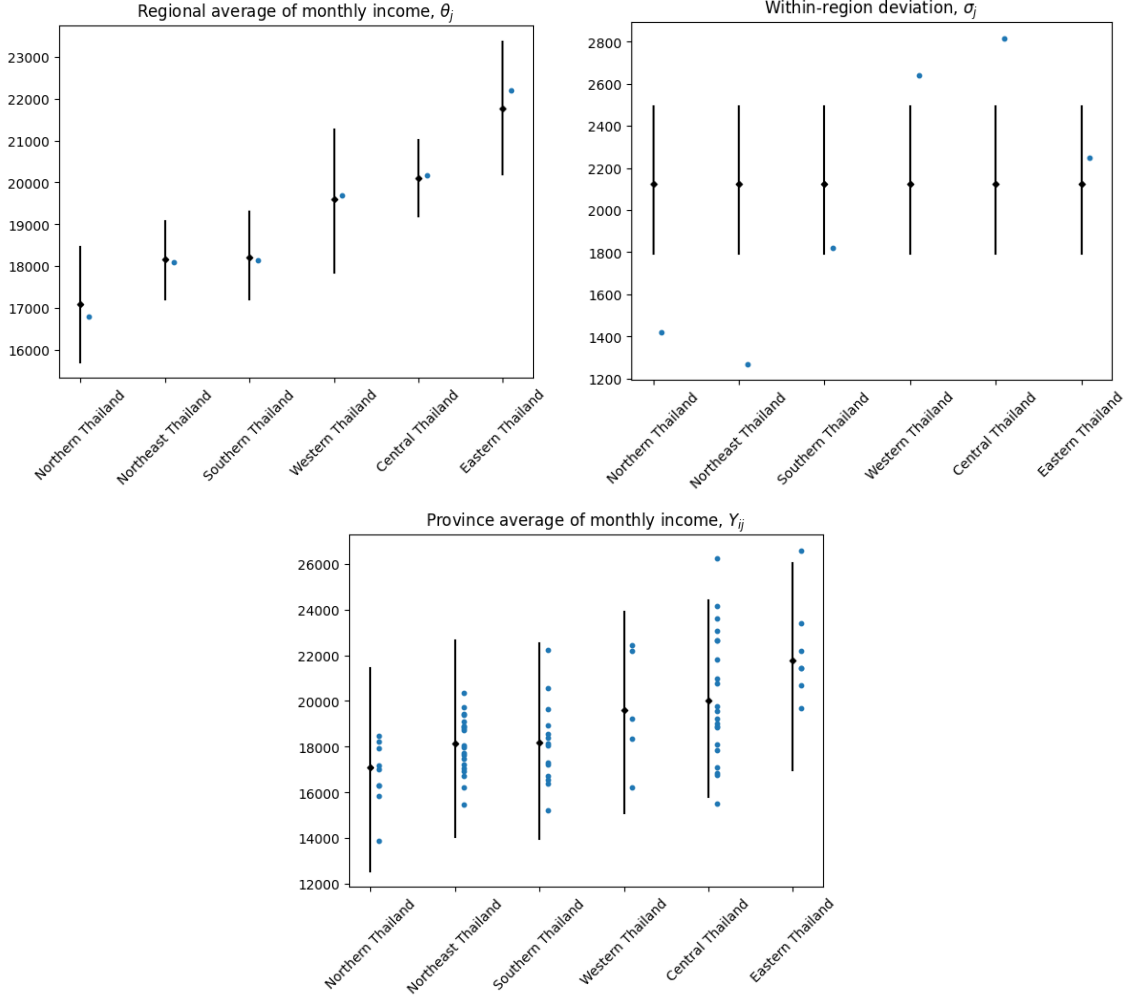 Regional average of monthly income, θj
23000
22000
21000
20000
19000
18000
17000
16000
Northern Thailand
Northeast Thailand
Southern Thailand
Western Thailand
Central Thailand
Eastern Thailand
Within-region deviation, σj
2800
2600
2400
2200
2000
1800
1600
1400
1200
Northern Thailand
Northeast Thailand
Southern Thailand
Western Thailand
Central Thailand
Eastern Thailand
Province average of monthly income, Yij
26000
24000
22000
20000
18000
16000
14000
12000
Northern Thailand
Northeast Thailand
Southern Thailand
Western Thailand
Central Thailand
Eastern Thailand